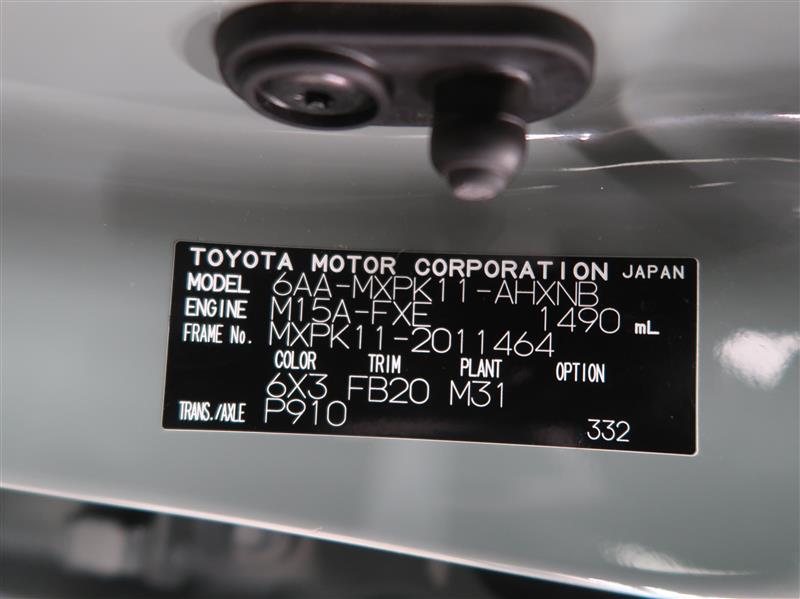 TOYOTA MOTOR CORPORATION JAPAN
MODEL 6AA-MXPK11-AHXNB
ENGINE M15A-FXE 1490 mL
FRAME No. MXPK11-2011464
COLOR TRIM PLANT OPTION
6X3 FB20 M31
TRANS./AXLE P910 332